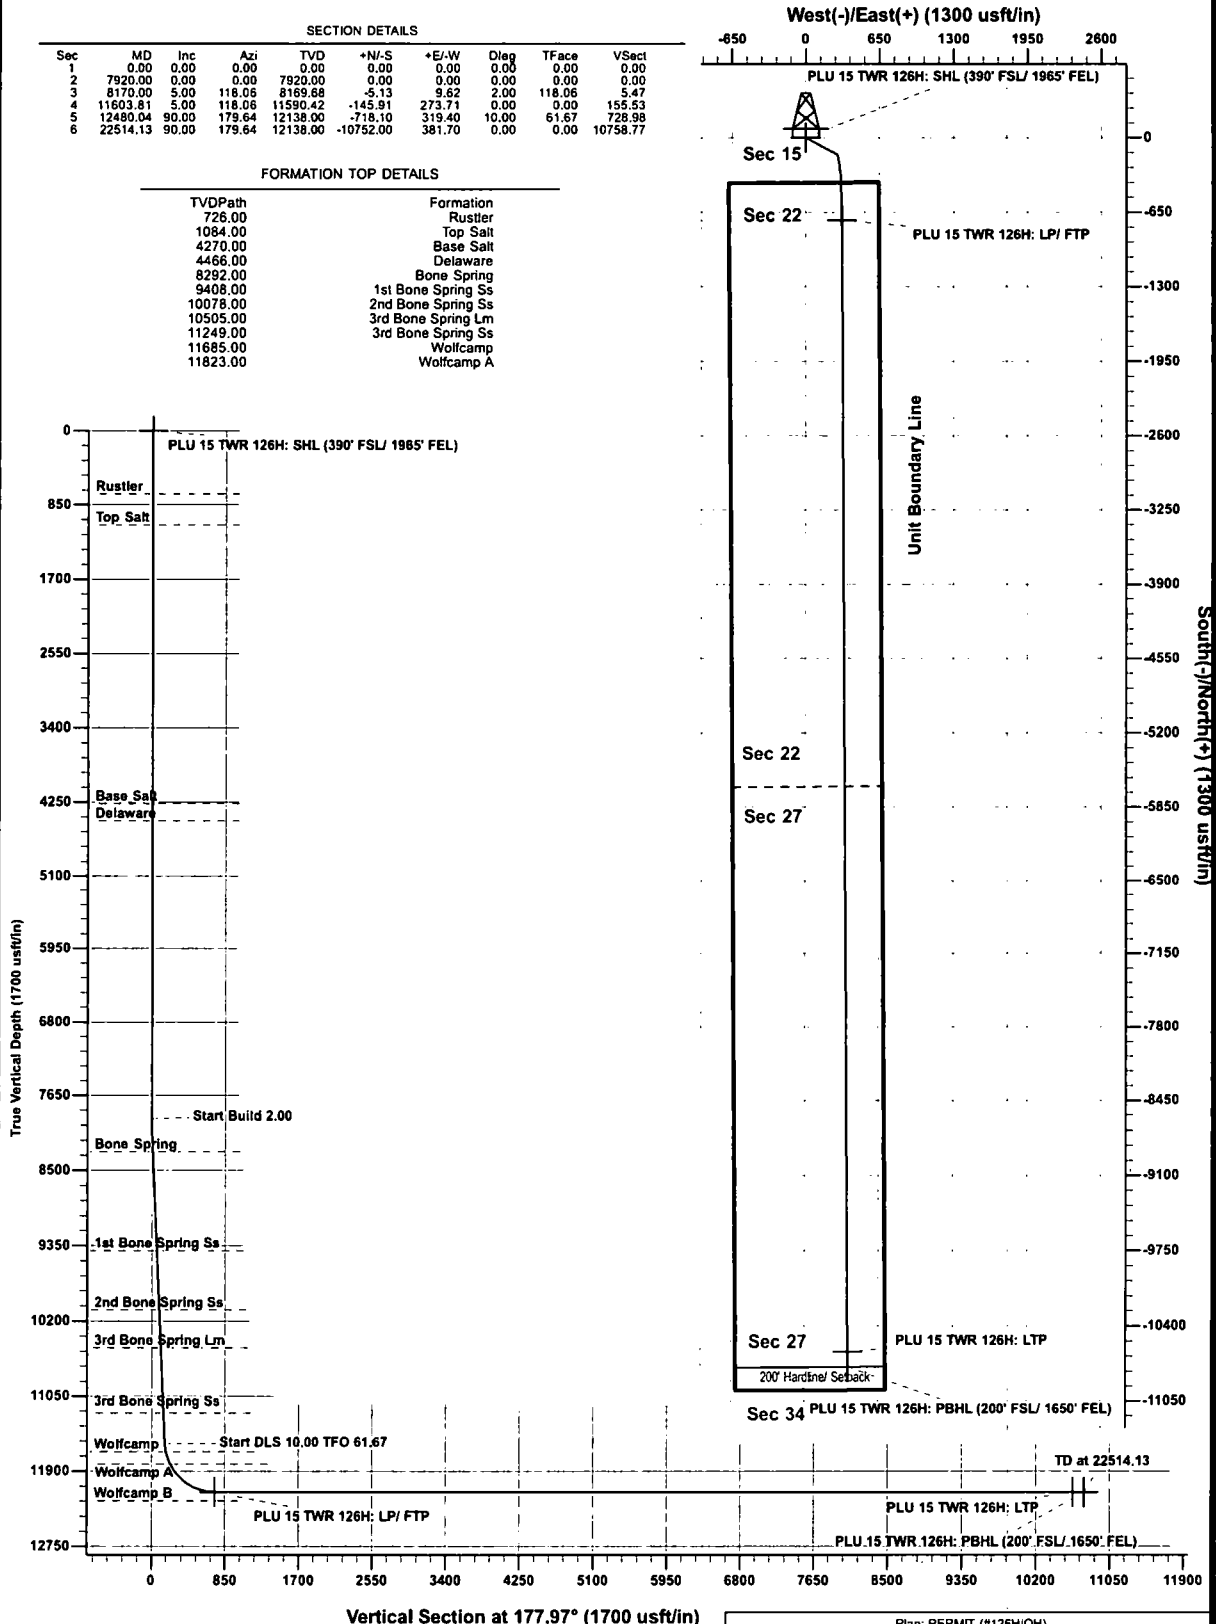 SECTION DETAILS
Sec MD Inc Azi TVD +N/-S +E/-W Dleg TFace VSect
1 0.00 0.00 0.00 0.00 0.00 0.00 0.00 0.00 0.00
2 7920.00 0.00 0.00 7920.00 0.00 0.00 0.00 0.00 0.00
3 8170.00 5.00 118.06 8169.68 -5.13 9.62 2.00 118.06 5.47
4 11603.81 5.00 118.06 11590.42 -145.91 273.71 0.00 0.00 155.53
5 12480.04 90.00 179.64 12138.00 -718.10 319.40 10.00 61.67 728.98
6 22514.13 90.00 179.64 12138.00 -10752.00 381.70 0.00 0.00 10758.77
FORMATION TOP DETAILS
TVDPath Formation
726.00 Rustler
1084.00 Top Salt
4270.00 Base Salt
4466.00 Delaware
8292.00 Bone Spring
9408.00 1st Bone Spring Ss
10078.00 2nd Bone Spring Ss
10505.00 3rd Bone Spring Lm
11249.00 3rd Bone Spring Ss
11685.00 Wolfcamp
11823.00 Wolfcamp A
West(-)/East(+) (1300 usft/in)
-650 0 650 1300 1950 2600
PLU 15 TWR 126H: SHL (390' FSL/ 1965' FEL)
0
Sec 15
-650
Sec 22
PLU 15 TWR 126H: LP/ FTP
-1300
-1950
-2600
Unit Boundary Line
-3250
-3900
-4550
-5200
Sec 22
-5850
Sec 27
-6500
-7150
-7800
-8450
-9100
-9750
-10400
Sec 27
PLU 15 TWR 126H: LTP
200' Hardline/ Setback
-11050
Sec 34
PLU 15 TWR 126H: PBHL (200' FSL/ 1650' FEL)
South(-)/North(+) (1300 usft/in)
True Vertical Depth (1700 usft/in)
0
PLU 15 TWR 126H: SHL (390' FSL/ 1965' FEL)
Rustler
850
Top Salt
1700
2550
3400
Base Salt
4250
Delaware
5100
5950
6800
7650
Start Build 2.00
Bone Spring
8500
1st Bone Spring Ss
9350
2nd Bone Spring Ss
10200
3rd Bone Spring Lm
11050
3rd Bone Spring Ss
Wolfcamp
Start DLS 10.00 TFO 61.67
11900
Wolfcamp A
TD at 22514.13
Wolfcamp B
PLU 15 TWR 126H: LP/ FTP
PLU 15 TWR 126H: LTP
12750
PLU 15 TWR 126H: PBHL (200' FSL/ 1650' FEL)
0 850 1700 2550 3400 4250 5100 5950 6800 7650 8500 9350 10200 11050 11900
Vertical Section at 177.97° (1700 usft/in)
Plan: PERMIT (#126H/OH)